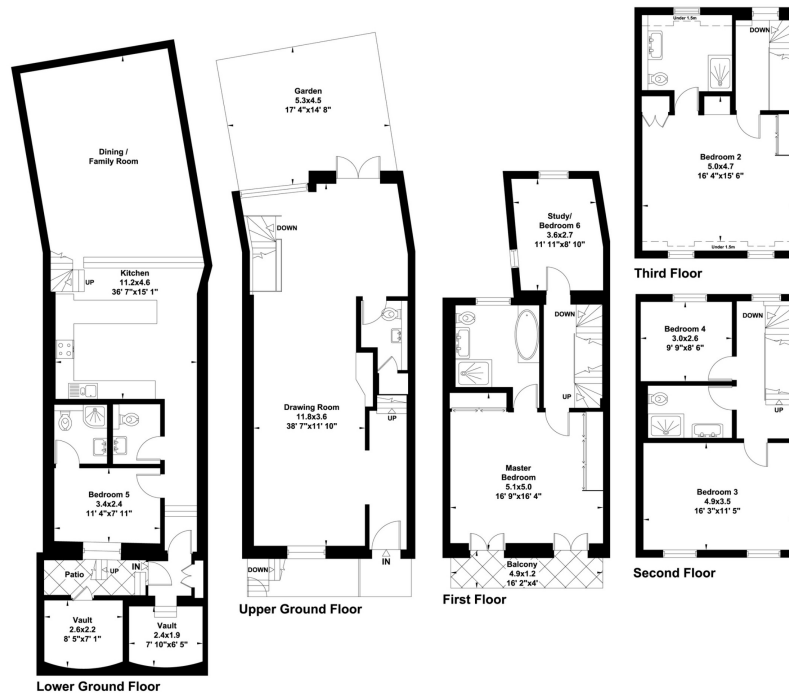 Dining /
Family Room
UP
Kitchen
11.2x4.6
36' 7"x15' 1"
Bedroom 5
3.4x2.4
11' 4"x7' 11"
Patio
UP
IN
Vault
2.6x2.2
8' 5"x7' 1"
Vault
2.4x1.9
7' 10"x6' 5"
Lower Ground Floor
Garden
5.3x4.5
17' 4"x14' 8"
DOWN
Drawing Room
11.8x3.6
38' 7"x11' 10"
UP
DOWN
IN
Upper Ground Floor
Study/
Bedroom 6
3.6x2.7
11' 11"x8' 10"
DOWN
UP
Master
Bedroom
5.1x5.0
16' 9"x16' 4"
Balcony
4.9x1.2
16' 2"x4'
First Floor
Under 1.5m
DOWN
Bedroom 2
5.0x4.7
16' 4"x15' 6"
Under 1.5m
Third Floor
Bedroom 4
3.0x2.6
9' 9"x8' 6"
DOWN
UP
Bedroom 3
4.9x3.5
16' 3"x11' 5"
Second Floor